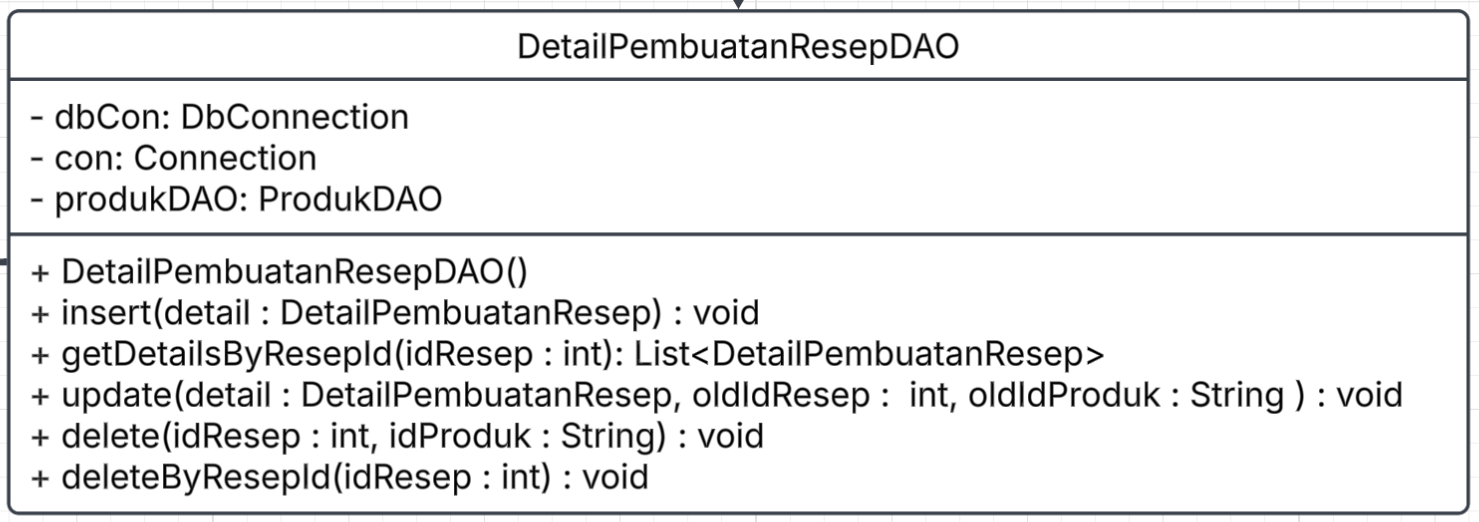 DetailPembuatanResepDAO
- dbCon: DbConnection
- con: Connection
- produkDAO: ProdukDAO
+ DetailPembuatanResepDAO()
+ insert(detail : DetailPembuatanResep) : void
+ getDetailsByResepId(idResep : int): List<DetailPembuatanResep>
+ update(detail : DetailPembuatanResep, oldIdResep :  int, oldIdProduk : String ) : void
+ delete(idResep : int, idProduk : String) : void
+ deleteByResepId(idResep : int) : void